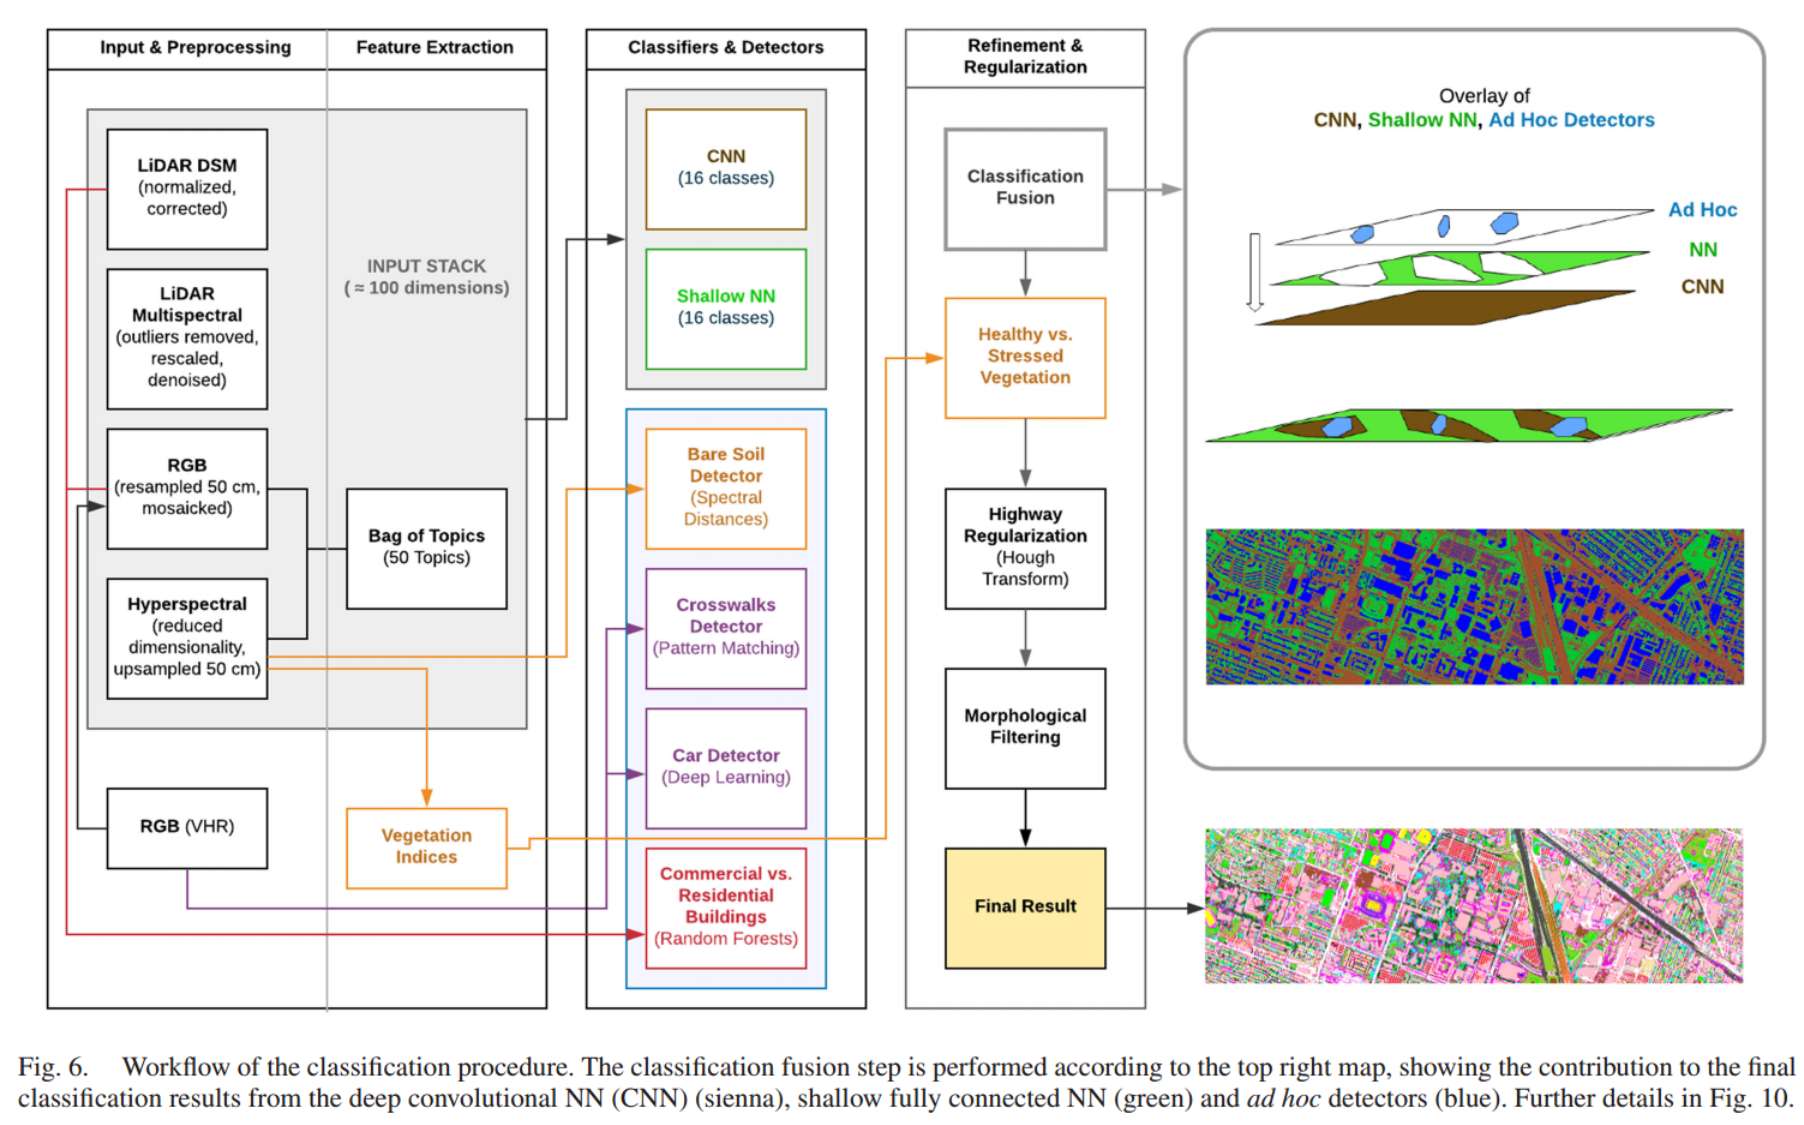 Input & Preprocessing
Feature Extraction
LiDAR DSM
(normalized,
corrected)
LiDAR
Multispectral
(outliers removed,
rescaled,
denoised)
INPUT STACK
( ≈ 100 dimensions)
RGB
(resampled 50 cm,
mosaicked)
Bag of Topics
(50 Topics)
Hyperspectral
(reduced
dimensionality,
upsampled 50 cm)
RGB (VHR)
Vegetation
Indices
Classifiers & Detectors
CNN
(16 classes)
Shallow NN
(16 classes)
Bare Soil
Detector
(Spectral
Distances)
Crosswalks
Detector
(Pattern Matching)
Car Detector
(Deep Learning)
Commercial vs.
Residential
Buildings
(Random Forests)
Refinement &
Regularization
Classification
Fusion
Healthy vs.
Stressed
Vegetation
Highway
Regularization
(Hough
Transform)
Morphological
Filtering
Final Result
Overlay of
CNN, Shallow NN, Ad Hoc Detectors
Ad Hoc
NN
CNN
Fig. 6. Workflow of the classification procedure. The classification fusion step is performed according to the top right map, showing the contribution to the final
classification results from the deep convolutional NN (CNN) (sienna), shallow fully connected NN (green) and ad hoc detectors (blue). Further details in Fig. 10.